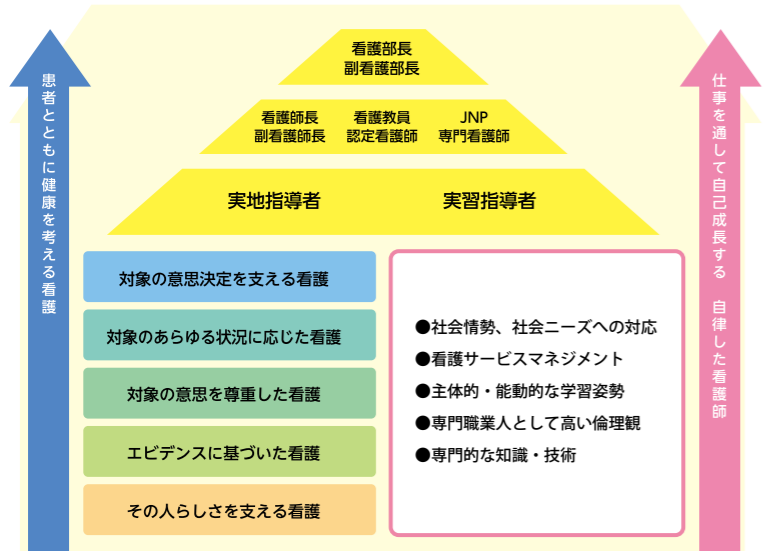 看護部長
副看護部長
看護師長
副看護師長
看護教員
認定看護師
JNP
専門看護師
実地指導者
実習指導者
患者とともに健康を考える看護
対象の意思決定を支える看護
対象のあらゆる状況に応じた看護
対象の意思を尊重した看護
エビデンスに基づいた看護
その人らしさを支える看護
●社会情勢、社会ニーズへの対応
●看護サービスマネジメント
●主体的・能動的な学習姿勢
●専門職業人として高い倫理観
●専門的な知識・技術
仕事を通して自己成長する　自律した看護師